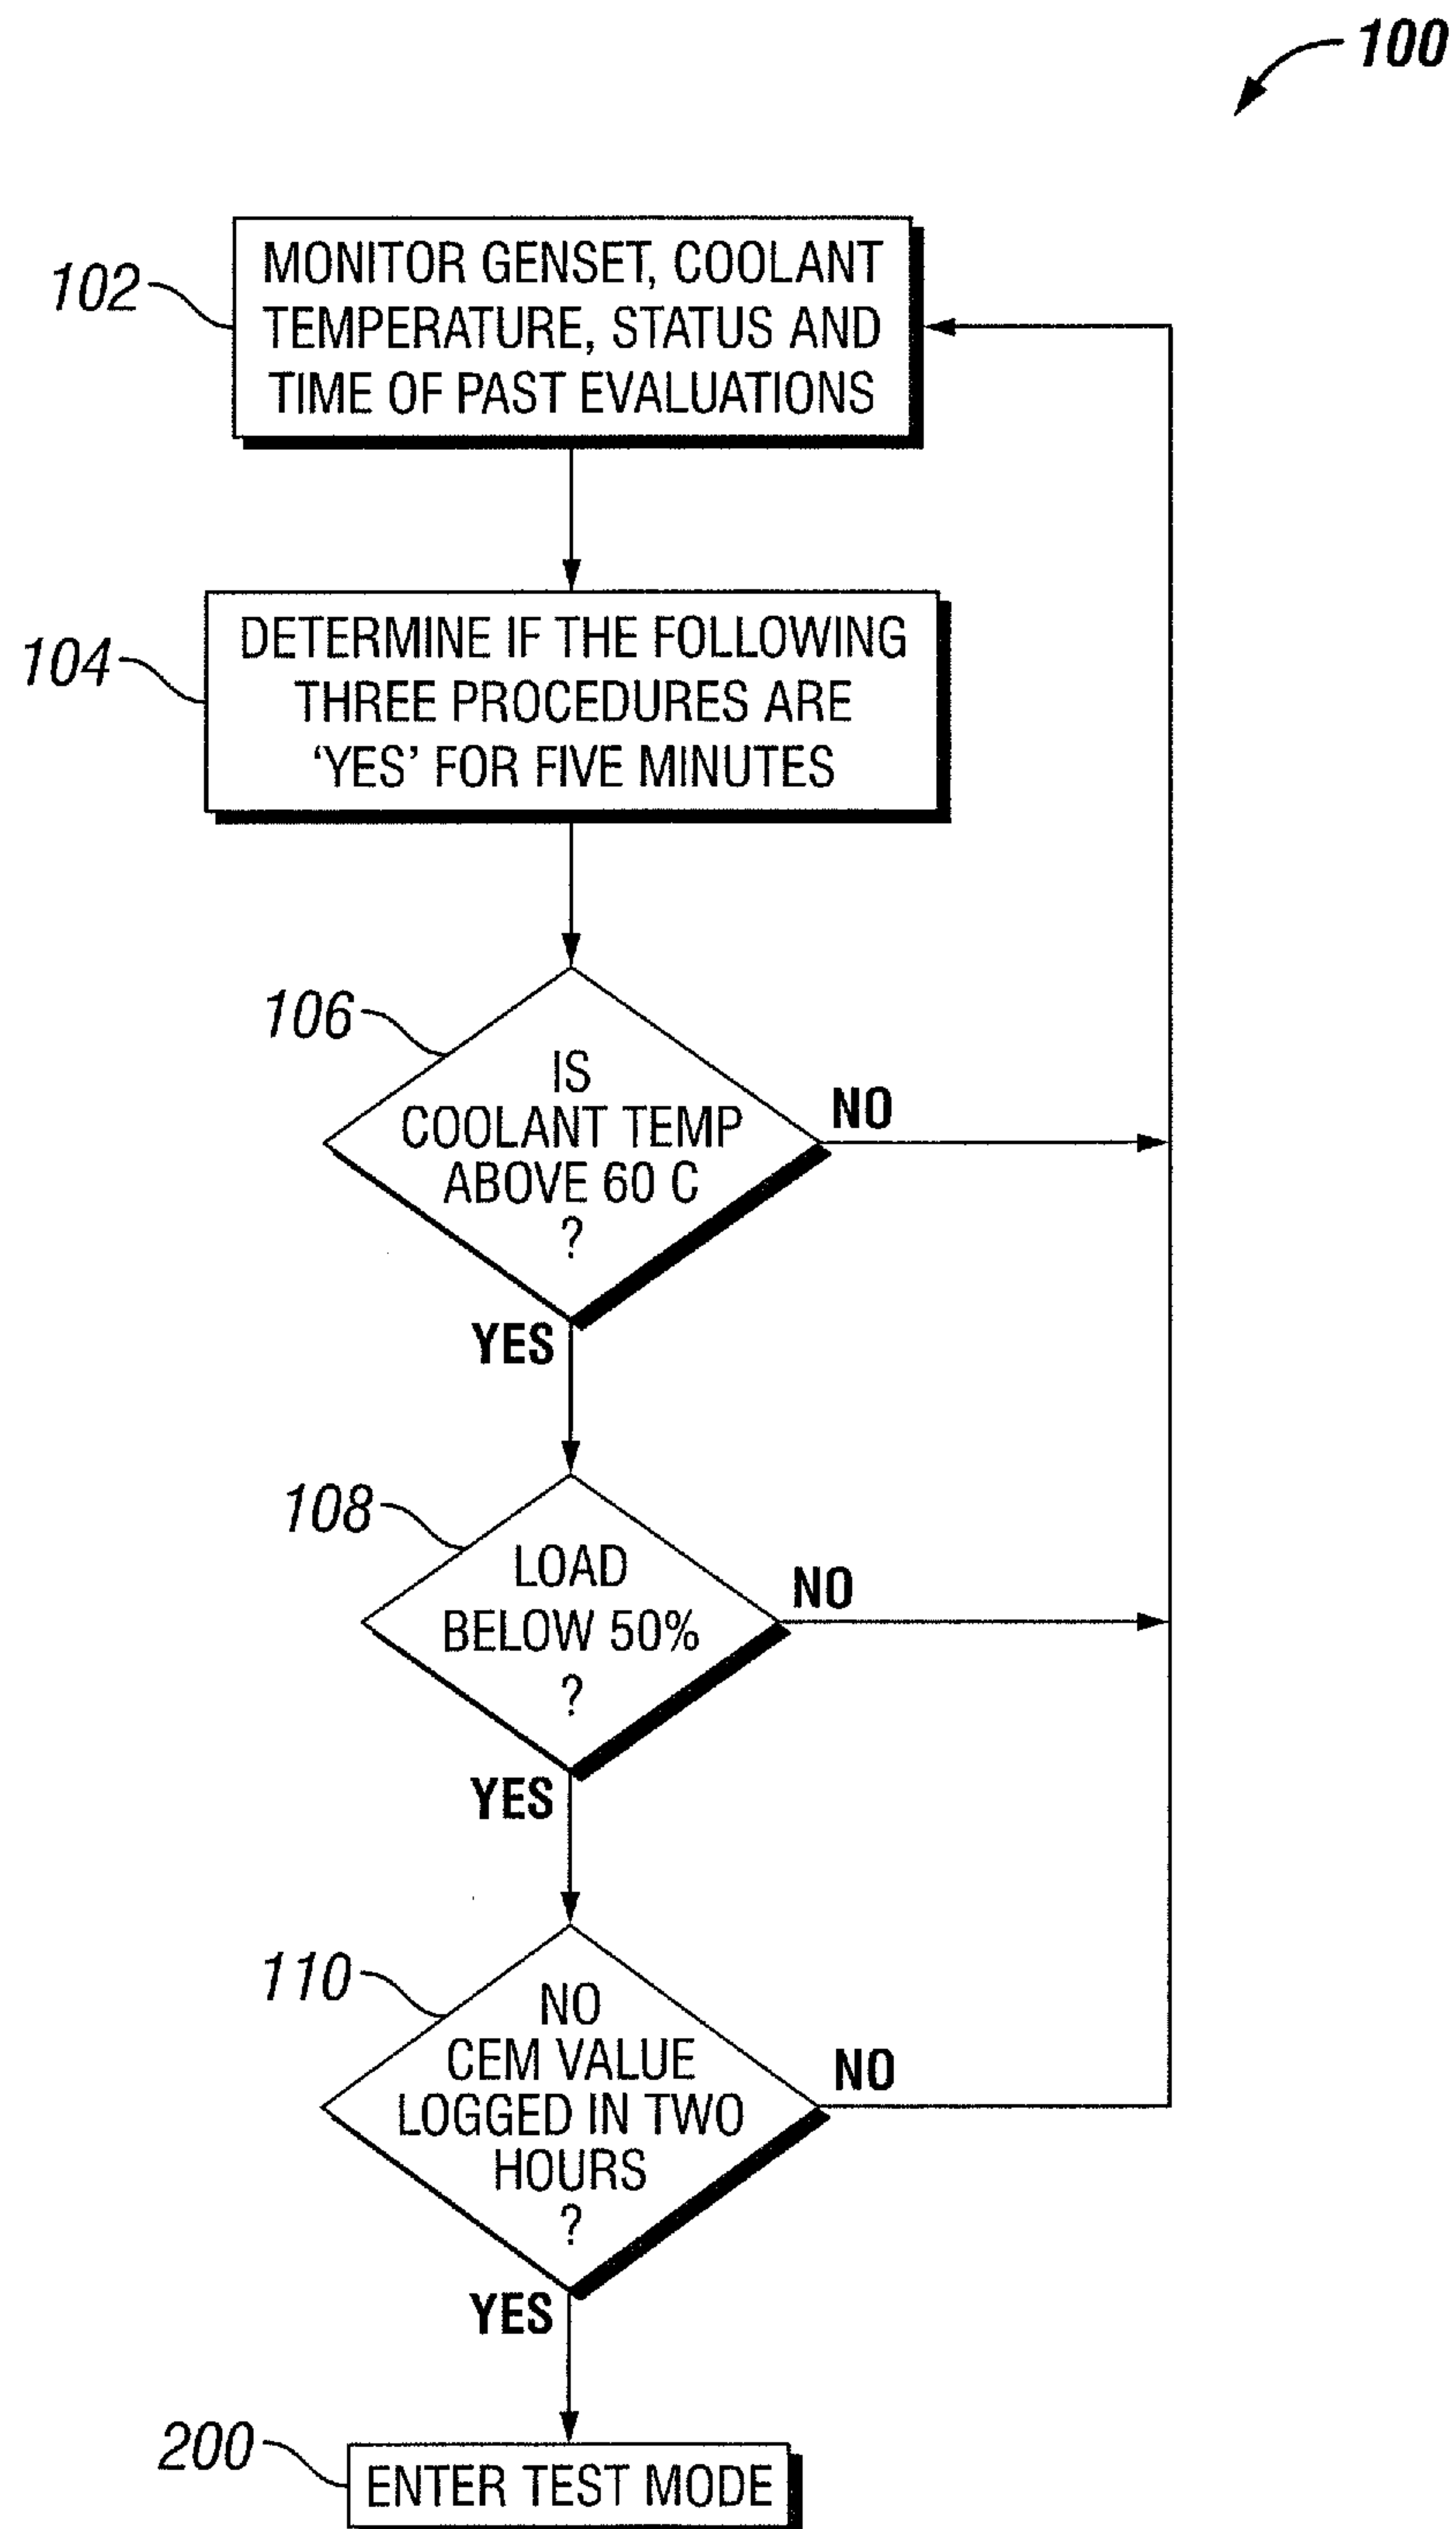 100
102
MONITOR GENSET, COOLANT
TEMPERATURE, STATUS AND
TIME OF PAST EVALUATIONS
104
DETERMINE IF THE FOLLOWING
THREE PROCEDURES ARE
‘YES’ FOR FIVE MINUTES
106
IS
COOLANT TEMP
ABOVE 60 C
?
NO
YES
108
LOAD
BELOW 50%
?
NO
YES
110
NO
CEM VALUE
LOGGED IN TWO
HOURS
?
NO
YES
200
ENTER TEST MODE